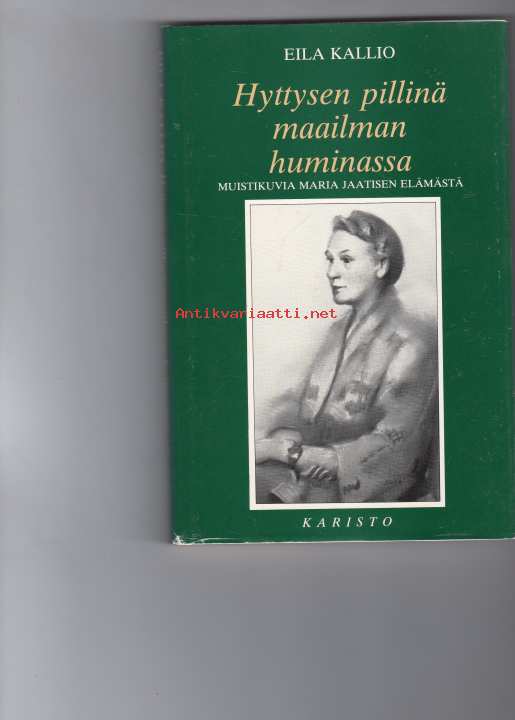 EILA KALLIO
Hyttysen pillinä
maailman
huminassa
MUISTIKUVIA MARIA JAATISEN ELÄMÄSTÄ
Antikvariaatti.net
KARISTO